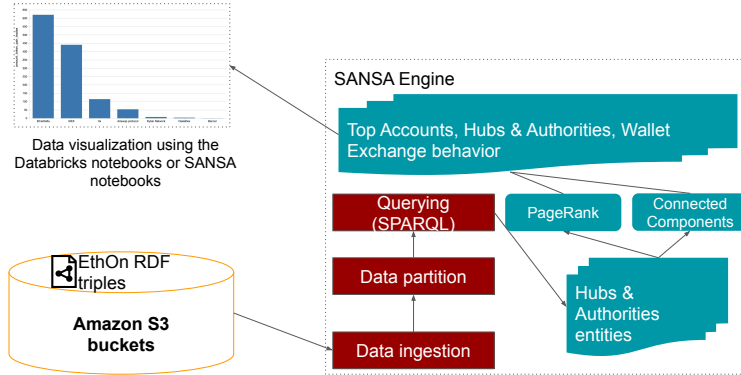 SANSA Engine
Top Accounts, Hubs & Authorities, Wallet
Exchange behavior
Data visualization using the
Databricks notebooks or SANSA
notebooks
Querying
(SPARQL)
PageRank
Connected
Components
EthOn RDF
triples
Data partition
Amazon S3
buckets
Hubs &
Authorities
entities
Data ingestion